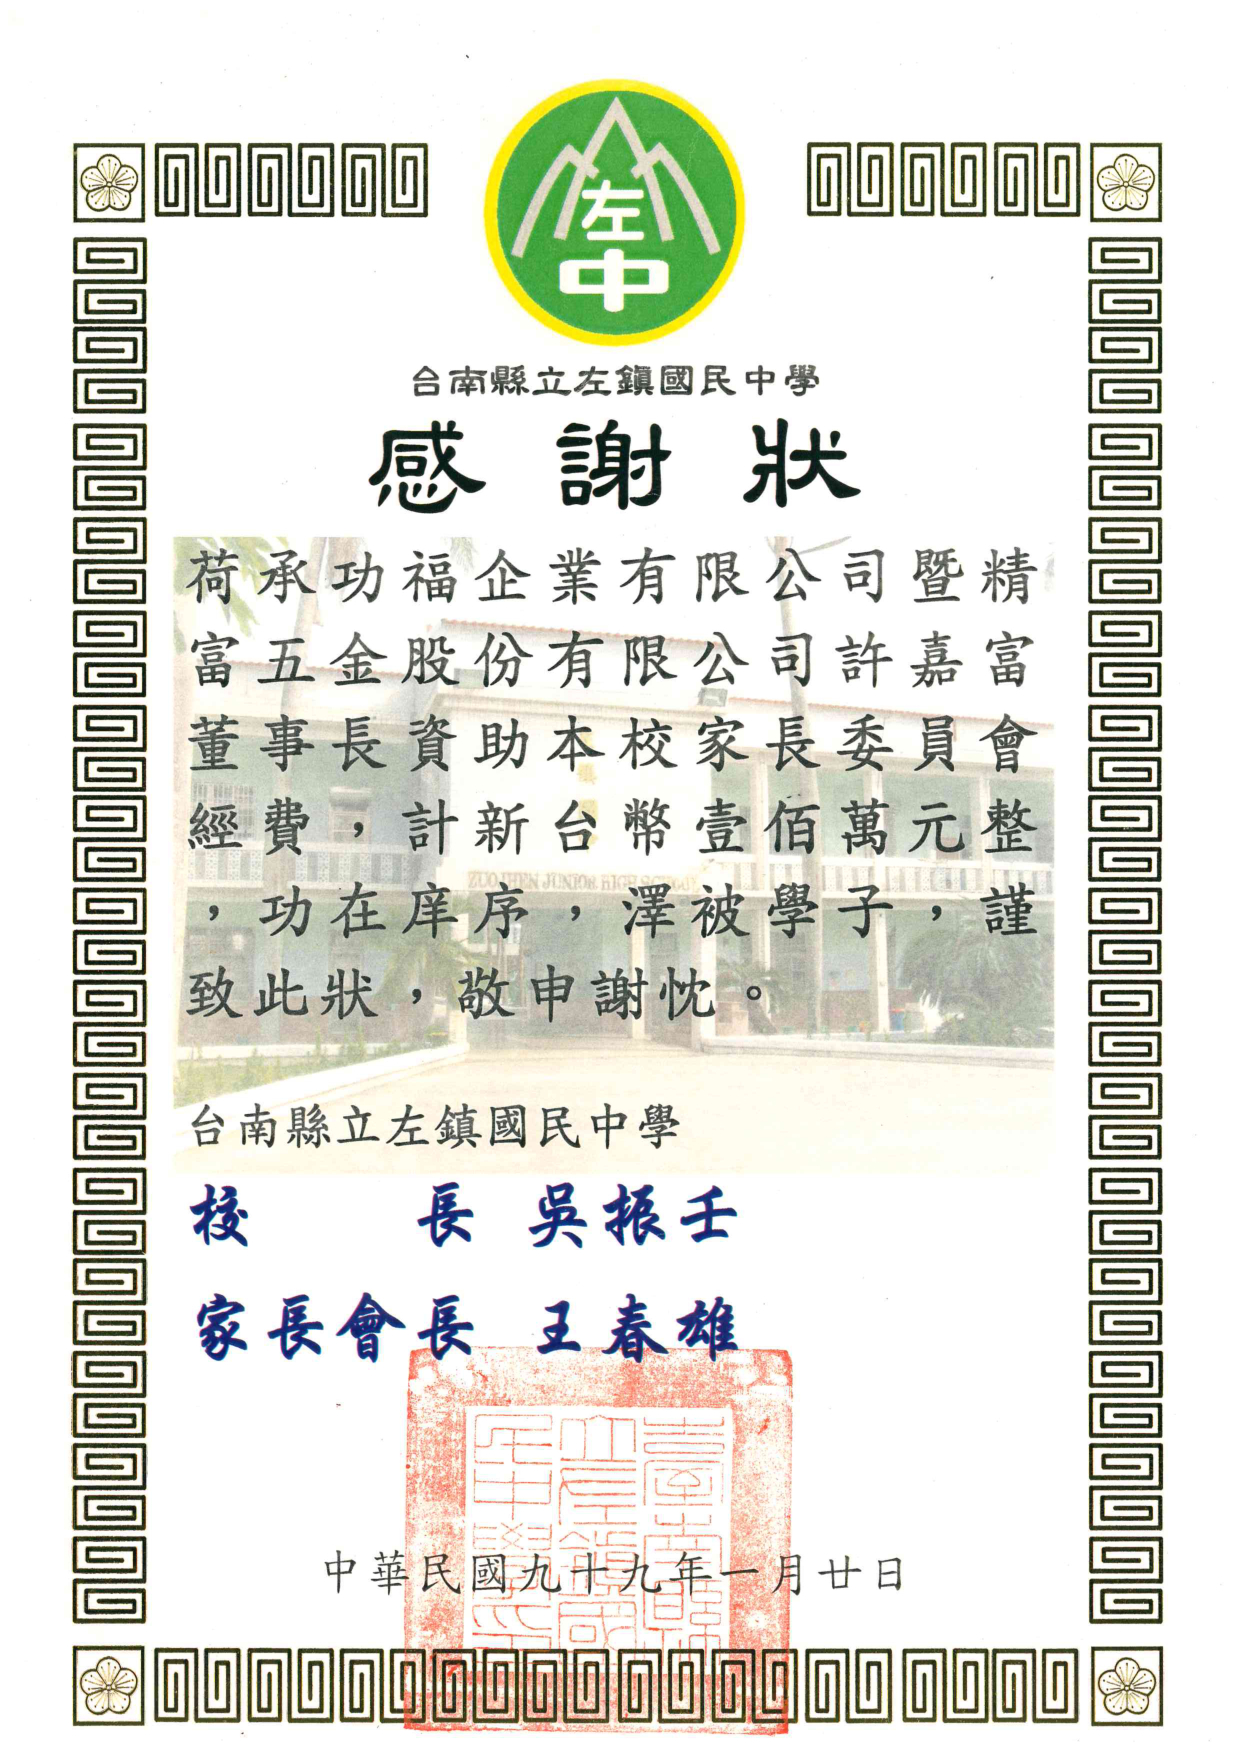 左
中
台南縣立左鎮國民中學
感謝狀
荷承功福企業有限公司暨精
富五金股份有限公司許嘉富
董事長資助本校家長委員會
經費，計新台幣壹佰萬元整
，功在庠序，澤被學子，謹
致此狀，敬申謝忱。
ZUOJHEN JUNIOR HIGH SCHOOL
台南縣立左鎮國民中學
校長 吳振壬
家長會長 王春雄
臺南縣
立左鎮國
民中學印
中華民國九十九年一月廿日